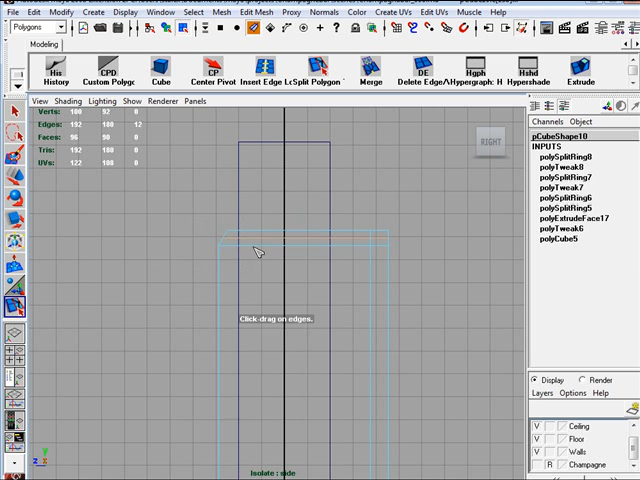 File Modify Create Display Window Select Mesh Edit Mesh Proxy Normals Color Create UVs Edit UVs Muscle Help
Polygons
Modeling
His CPD CP DE Hgph Hshd
History Custom Polygo Cube Center Pivot Insert Edge Lo Split Polygon Merge Delete Edge/ Hypergraph: H Hypershade Extrude
View Shading Lighting Show Renderer Panels
Verts: 100 92 0
Edges: 192 180 12
Faces: 96 90 0
Tris: 192 180 0
UVs: 122 108 0
RIGHT
Click-drag on edges.
Isolate : side
y
z x
Channels Object
pCubeShape10
INPUTS
polySplitRing8
polyTweak8
polySplitRing7
polyTweak7
polySplitRing6
polySplitRing5
polyExtrudeFace17
polyTweak6
polyCube5
Display Render
Layers Options Help
V Ceiling
V Floor
V Walls
R Champagne